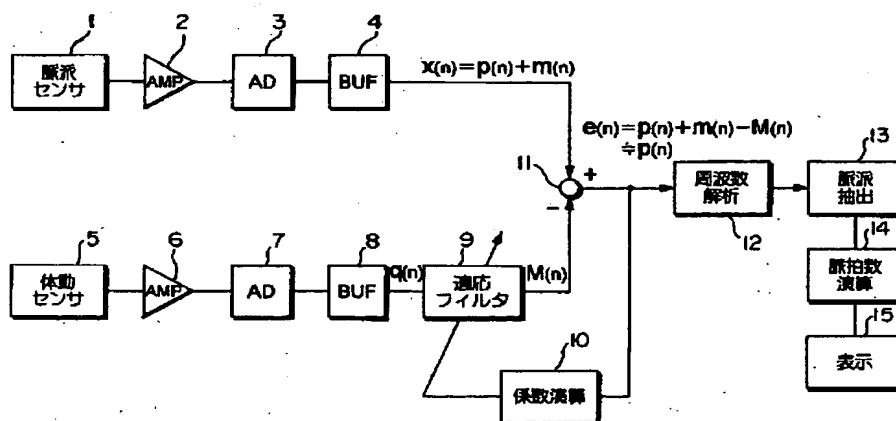 1
脈派
センサ
2
AMP
3
AD
4
BUF
x(n)=p(n)+m(n)
e(n)=p(n)+m(n)-M(n)
≒p(n)
11
+
-
周波数
解析
12
13
脈派
抽出
14
脈拍数
演算
15
表示
5
体動
センサ
6
AMP
7
AD
8
BUF
q(n)
9
適応
フィルタ
M(n)
10
係数演算